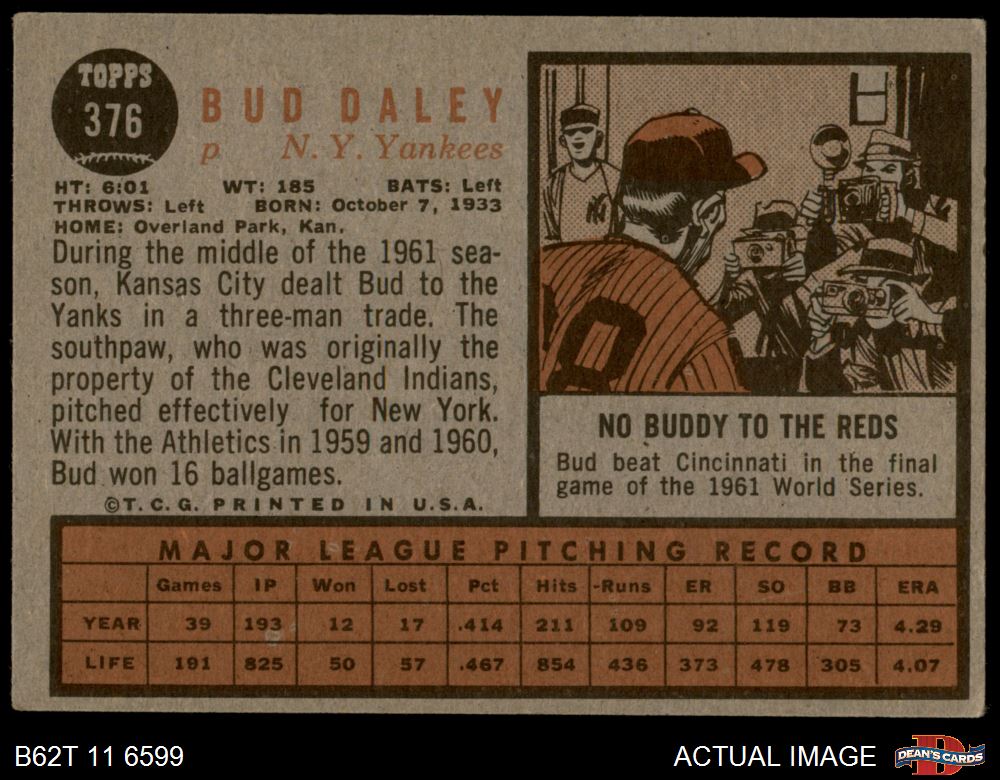 TOPPS
376
BUD DALEY
p N. Y. Yankees
HT: 6:01 WT: 185 BATS: Left
THROWS: Left BORN: October 7, 1933
HOME: Overland Park, Kan.
During the middle of the 1961 sea-
son, Kansas City dealt Bud to the
Yanks in a three-man trade. The
southpaw, who was originally the
property of the Cleveland Indians,
pitched effectively for New York.
With the Athletics in 1959 and 1960,
Bud won 16 ballgames.
©T. C. G. PRINTED IN U.S.A.
NY
NO BUDDY TO THE REDS
Bud beat Cincinnati in the final
game of the 1961 World Series.
MAJOR LEAGUE PITCHING RECORD
Games IP Won Lost Pct Hits -Runs ER SO BB ERA
YEAR 39 193 12 17 .414 211 109 92 119 73 4.29
LIFE 191 825 50 57 .467 854 436 373 478 305 4.07
B62T 11 6599
ACTUAL IMAGE
DEAN'S CARDS